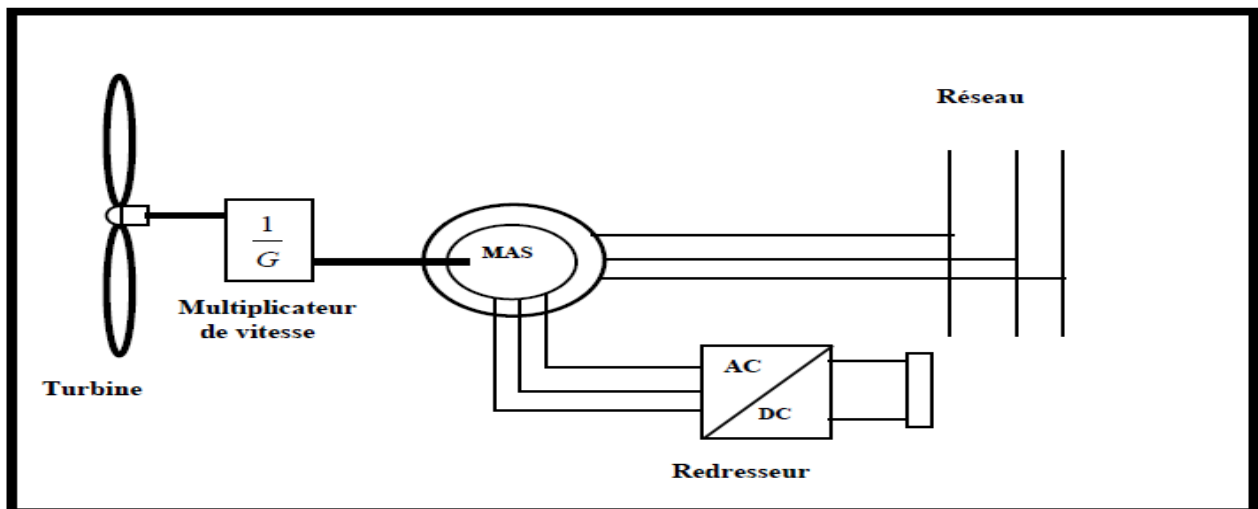 Réseau
1
G
MAS
Multiplicateur
de vitesse
AC
DC
Turbine
Redresseur